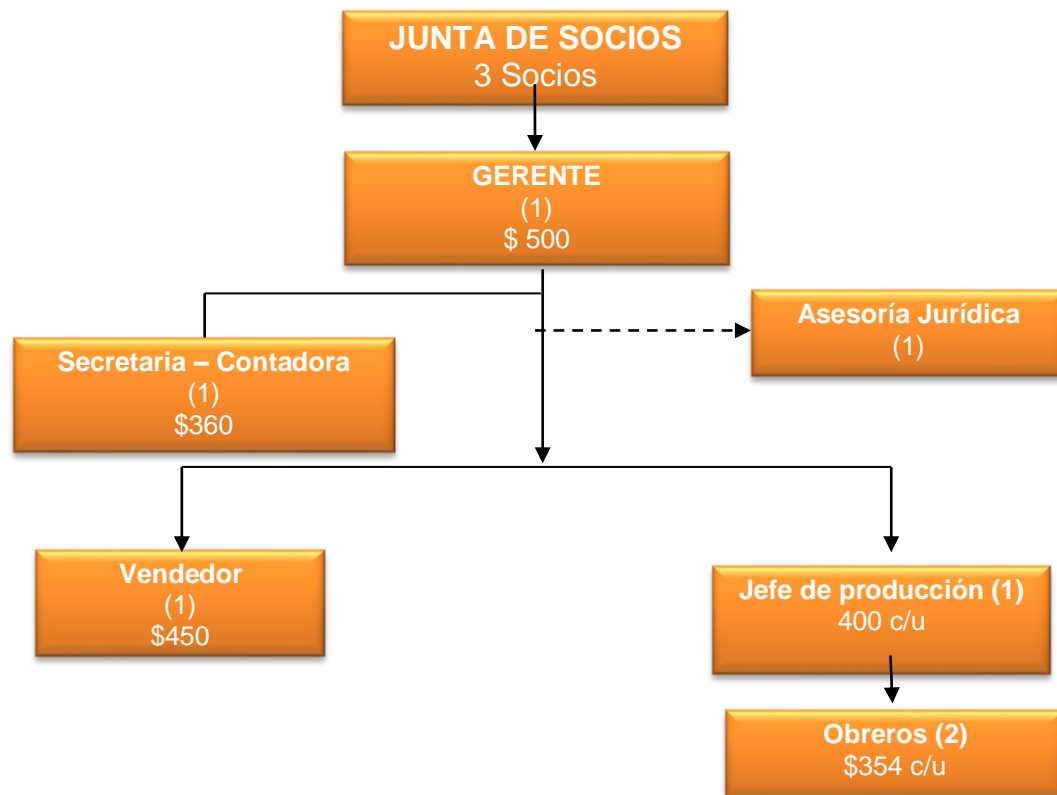 JUNTA DE SOCIOS
3 Socios
GERENTE
(1)
$ 500
Asesoría Jurídica
(1)
Secretaria – Contadora
(1)
$360
Vendedor
(1)
$450
Jefe de producción (1)
400 c/u
Obreros (2)
$354 c/u